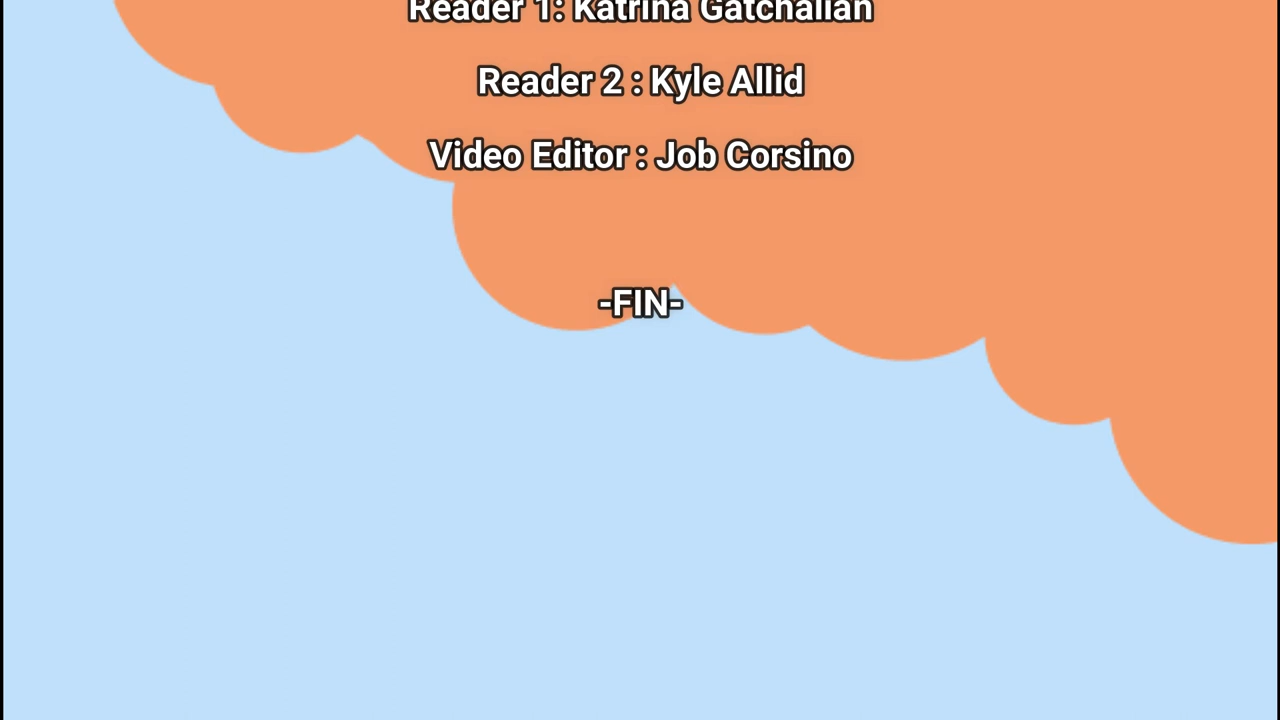 Reader 1: Katrina Gatchalian
Reader 2 : Kyle Allid
Video Editor : Job Corsino
-FIN-